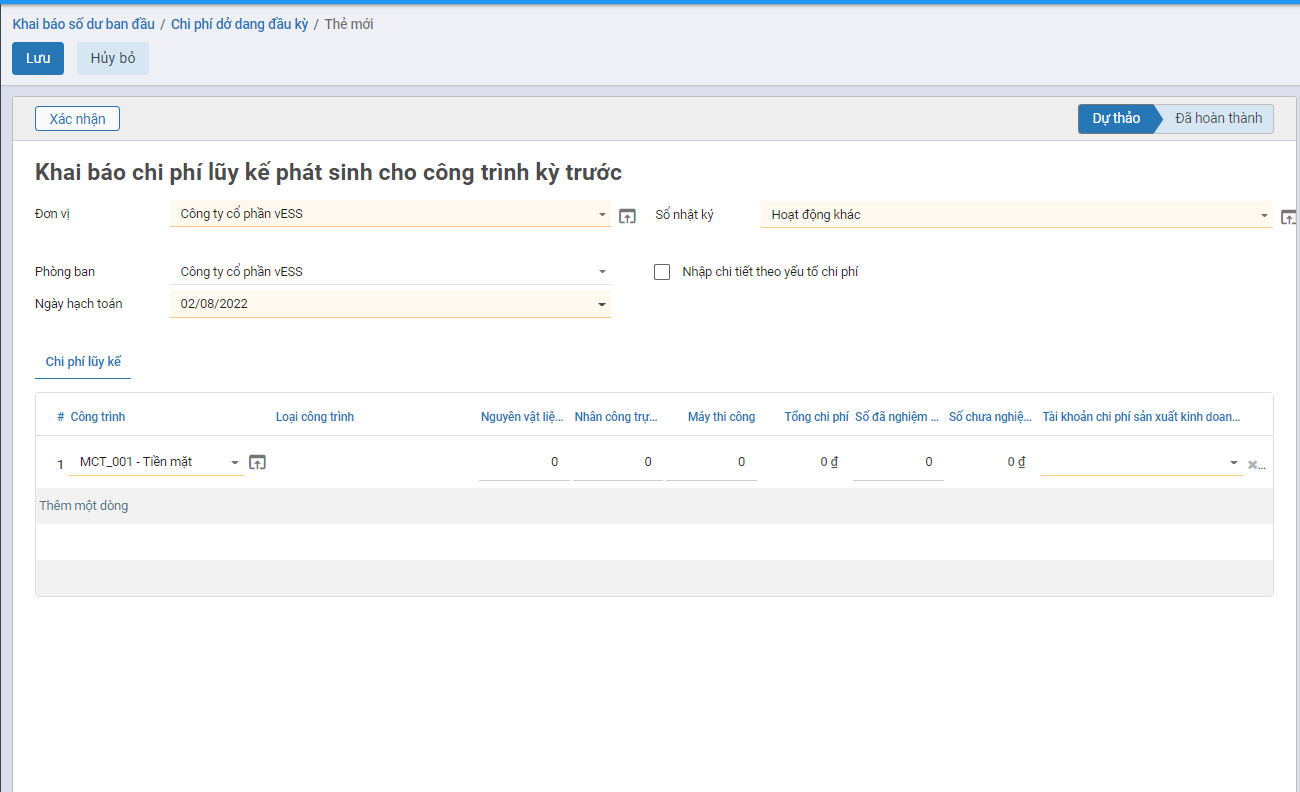 Khai báo số dư ban đầu / Chi phí dở dang đầu kỳ / Thẻ mới
Lưu Hủy bỏ
Xác nhận Dự thảo Đã hoàn thành
Khai báo chi phí lũy kế phát sinh cho công trình kỳ trước
Đơn vị Công ty cổ phần vESS Sổ nhật ký Hoạt động khác
Phòng ban Công ty cổ phần vESS Nhập chi tiết theo yếu tố chi phí
Ngày hạch toán 02/08/2022
Chi phí lũy kế
# Công trình Loại công trình Nguyên vật liệ... Nhân công trự... Máy thi công Tổng chi phí Số đã nghiệm ... Số chưa nghiệ... Tài khoản chi phí sản xuất kinh doan...
1 MCT_001 - Tiền mặt 0 0 0 0 ₫ 0 0 ₫ ...
Thêm một dòng